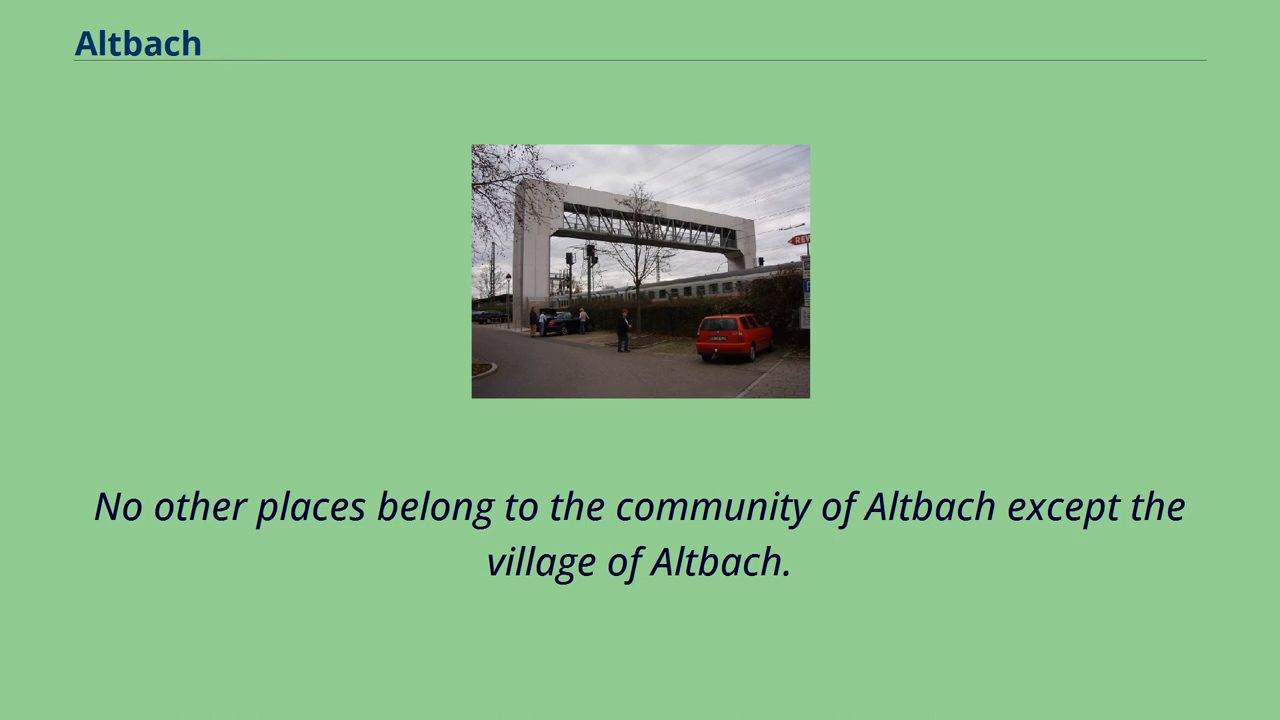 Altbach
No other places belong to the community of Altbach except the
village of Altbach.